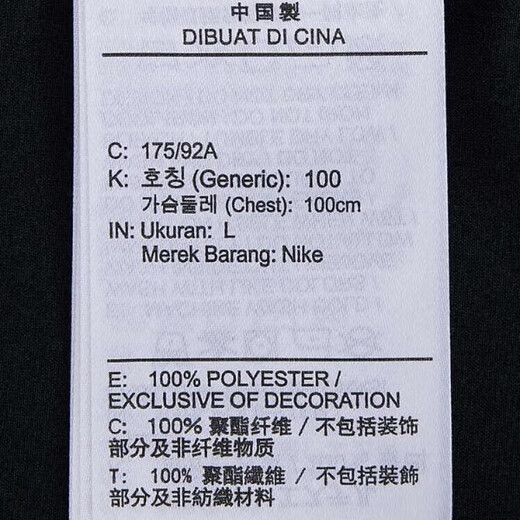 中国製
DIBUAT DI CINA
C: 175/92A
K: 호칭 (Generic): 100
가슴둘레 (Chest): 100cm
IN: Ukuran: L
Merek Barang: Nike
E: 100% POLYESTER /
EXCLUSIVE OF DECORATION
C: 100% 聚酯纤维 / 不包括装饰
部分及非纤维物质
T: 100% 聚酯纖維 / 不包括裝飾
部分及非紡織材料